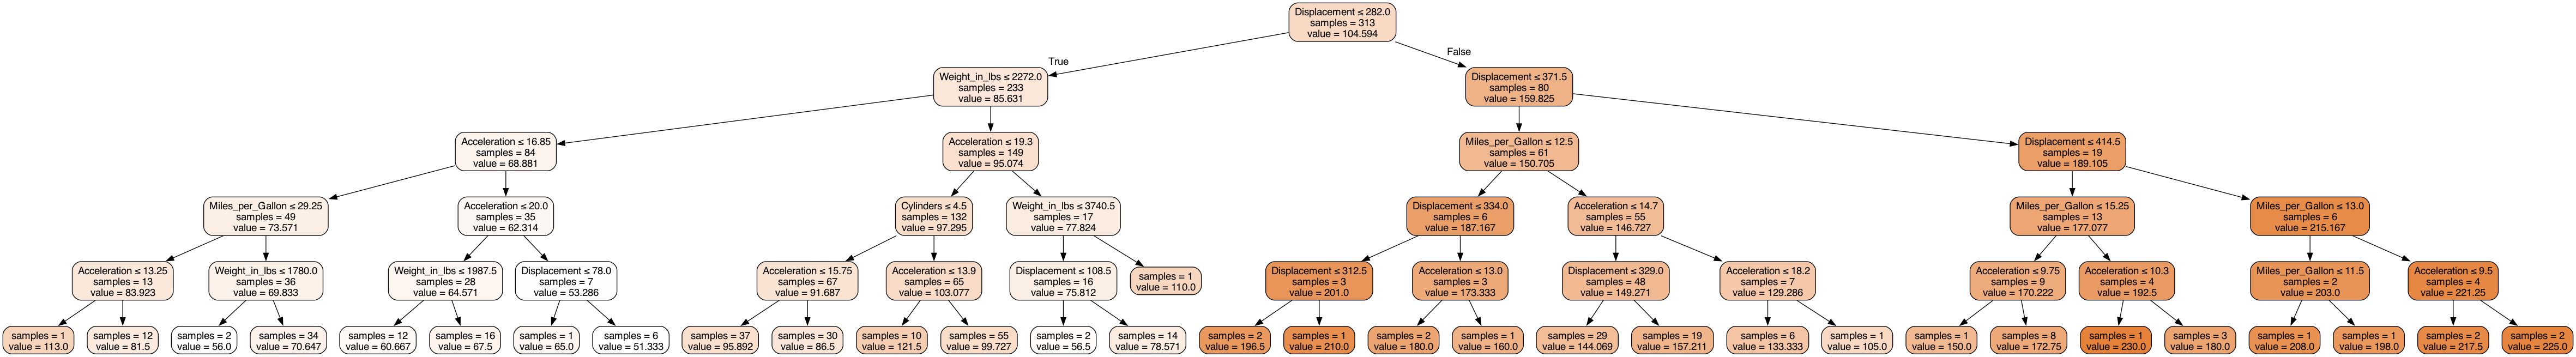 Displacement ≤ 282.0
samples = 313
value = 104.594
True
False
Weight_in_lbs ≤ 2272.0
samples = 233
value = 85.631
Displacement ≤ 371.5
samples = 80
value = 159.825
Acceleration ≤ 16.85
samples = 84
value = 68.881
Acceleration ≤ 19.3
samples = 149
value = 95.074
Miles_per_Gallon ≤ 12.5
samples = 61
value = 150.705
Displacement ≤ 414.5
samples = 19
value = 189.105
Miles_per_Gallon ≤ 29.25
samples = 49
value = 73.571
Acceleration ≤ 20.0
samples = 35
value = 62.314
Cylinders ≤ 4.5
samples = 132
value = 97.295
Weight_in_lbs ≤ 3740.5
samples = 17
value = 77.824
Displacement ≤ 334.0
samples = 6
value = 187.167
Acceleration ≤ 14.7
samples = 55
value = 146.727
Miles_per_Gallon ≤ 15.25
samples = 13
value = 177.077
Miles_per_Gallon ≤ 13.0
samples = 6
value = 215.167
Acceleration ≤ 13.25
samples = 13
value = 83.923
Weight_in_lbs ≤ 1780.0
samples = 36
value = 69.833
Weight_in_lbs ≤ 1987.5
samples = 28
value = 64.571
Displacement ≤ 78.0
samples = 7
value = 53.286
Acceleration ≤ 15.75
samples = 67
value = 91.687
Acceleration ≤ 13.9
samples = 65
value = 103.077
Displacement ≤ 108.5
samples = 16
value = 75.812
samples = 1
value = 110.0
Displacement ≤ 312.5
samples = 3
value = 201.0
Acceleration ≤ 13.0
samples = 3
value = 173.333
Displacement ≤ 329.0
samples = 48
value = 149.271
Acceleration ≤ 18.2
samples = 7
value = 129.286
Acceleration ≤ 9.75
samples = 9
value = 170.222
Acceleration ≤ 10.3
samples = 4
value = 192.5
Miles_per_Gallon ≤ 11.5
samples = 2
value = 203.0
Acceleration ≤ 9.5
samples = 4
value = 221.25
samples = 1
value = 113.0
samples = 12
value = 81.5
samples = 2
value = 56.0
samples = 34
value = 70.647
samples = 12
value = 60.667
samples = 16
value = 67.5
samples = 1
value = 65.0
samples = 6
value = 51.333
samples = 37
value = 95.892
samples = 30
value = 86.5
samples = 10
value = 121.5
samples = 55
value = 99.727
samples = 2
value = 56.5
samples = 14
value = 78.571
samples = 2
value = 196.5
samples = 1
value = 210.0
samples = 2
value = 180.0
samples = 1
value = 160.0
samples = 29
value = 144.069
samples = 19
value = 157.211
samples = 6
value = 133.333
samples = 1
value = 105.0
samples = 1
value = 150.0
samples = 8
value = 172.75
samples = 1
value = 230.0
samples = 3
value = 180.0
samples = 1
value = 208.0
samples = 1
value = 198.0
samples = 2
value = 217.5
samples = 2
value = 225.0